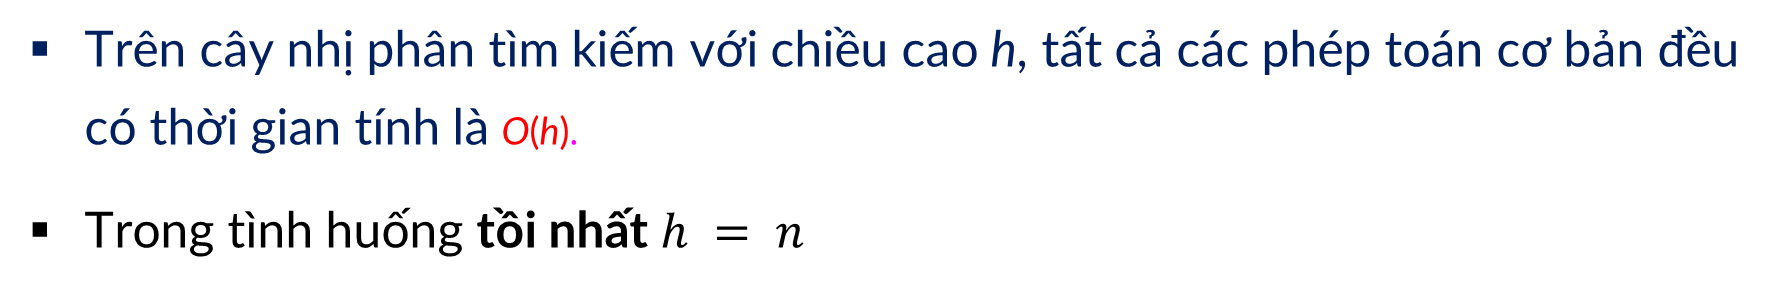 ▪ Trên cây nhị phân tìm kiếm với chiều cao h, tất cả các phép toán cơ bản đều
có thời gian tính là O(h).
▪ Trong tình huống tồi nhất h = n